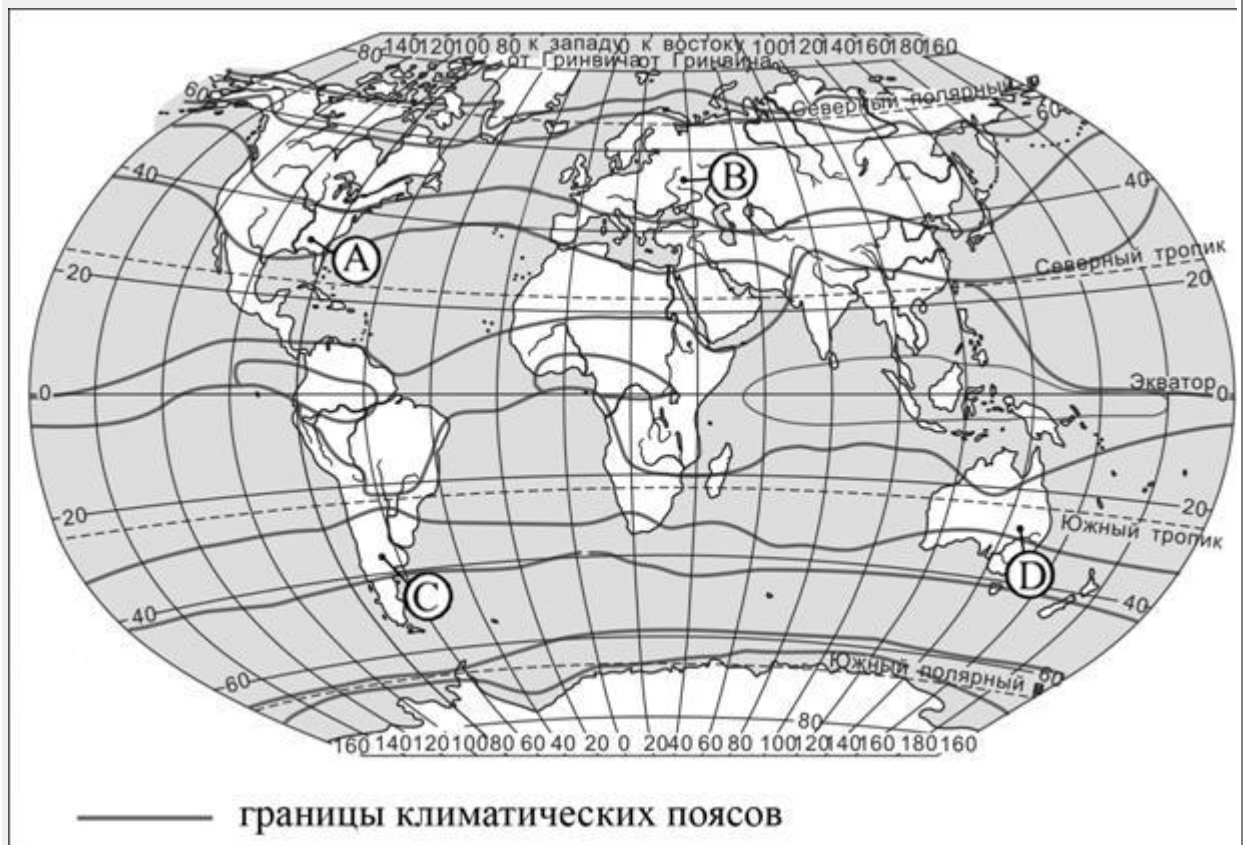 140 120 100 80 к западу 0 к востоку 100 120 140 160 180 160
80 от Гринвича от Гринвича
Северный полярный
60 60
B
40 40
A
Северный тропик
20 20
Экватор
0 0
20 20
Южный тропик
D
C
40 40
Южный полярный
60 60
80
160 140 120 100 80 60 40 20 0 20 40 60 80 100 120 140 160 180 160
границы климатических поясов